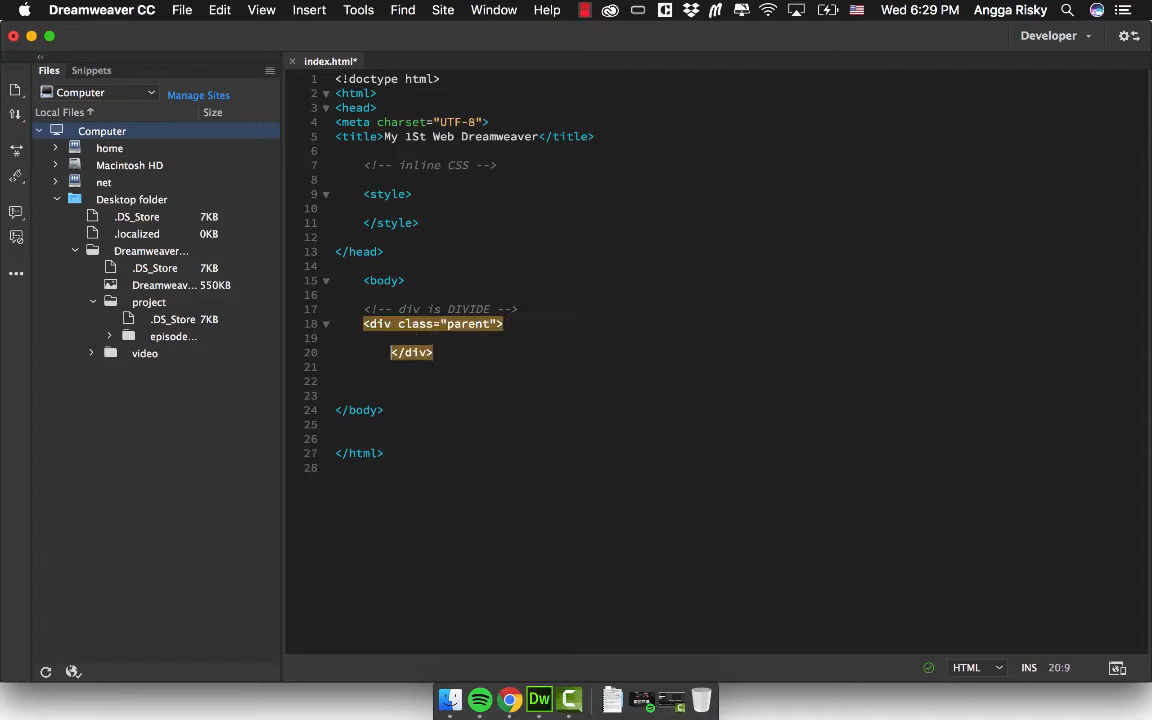 Dreamweaver CC File Edit View Insert Tools Find Site Window Help Wed 6:29 PM Angga Risky
Developer
Files Snippets
index.html*
Computer Manage Sites
Local Files Size
Computer
home
Macintosh HD
net
Desktop folder
.DS_Store 7KB
.localized 0KB
Dreamweaver...
.DS_Store 7KB
Dreamweav... 550KB
project
.DS_Store 7KB
episode...
video
1 <!doctype html>
2 <html>
3 <head>
4 <meta charset="UTF-8">
5 <title>My 1St Web Dreamweaver</title>
6
7 <!-- inline CSS -->
8
9 <style>
10
11 </style>
12
13 </head>
14
15 <body>
16
17 <!-- div is DIVIDE -->
18 <div class="parent">
19
20 </div>
21
22
23
24 </body>
25
26
27 </html>
28
HTML INS 20:9
Dw